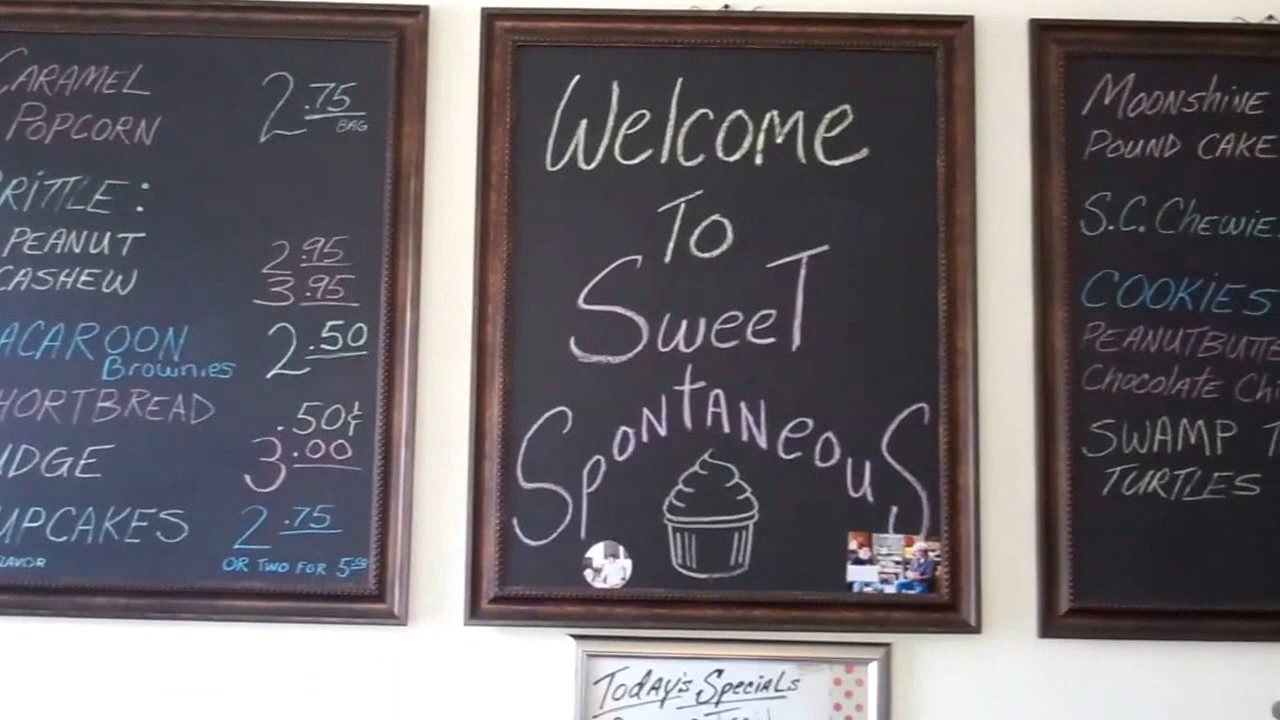 CARAMEL
POPCORN 2.75
BAG
RITTLE:
PEANUT 2.95
CASHEW 3.95
ACAROON 2.50
Brownies
HORTBREAD .50¢
UDGE 3.00
UPCAKES 2.75
LAVOR OR TWO FOR 5.00
Welcome
To
Sweet
Spontaneous
Moonshine
POUND CAKE
S.C. Chewie
COOKIES
PEANUTBUTTE
Chocolate Chi
SWAMP T
TURTLES
Today's Specials